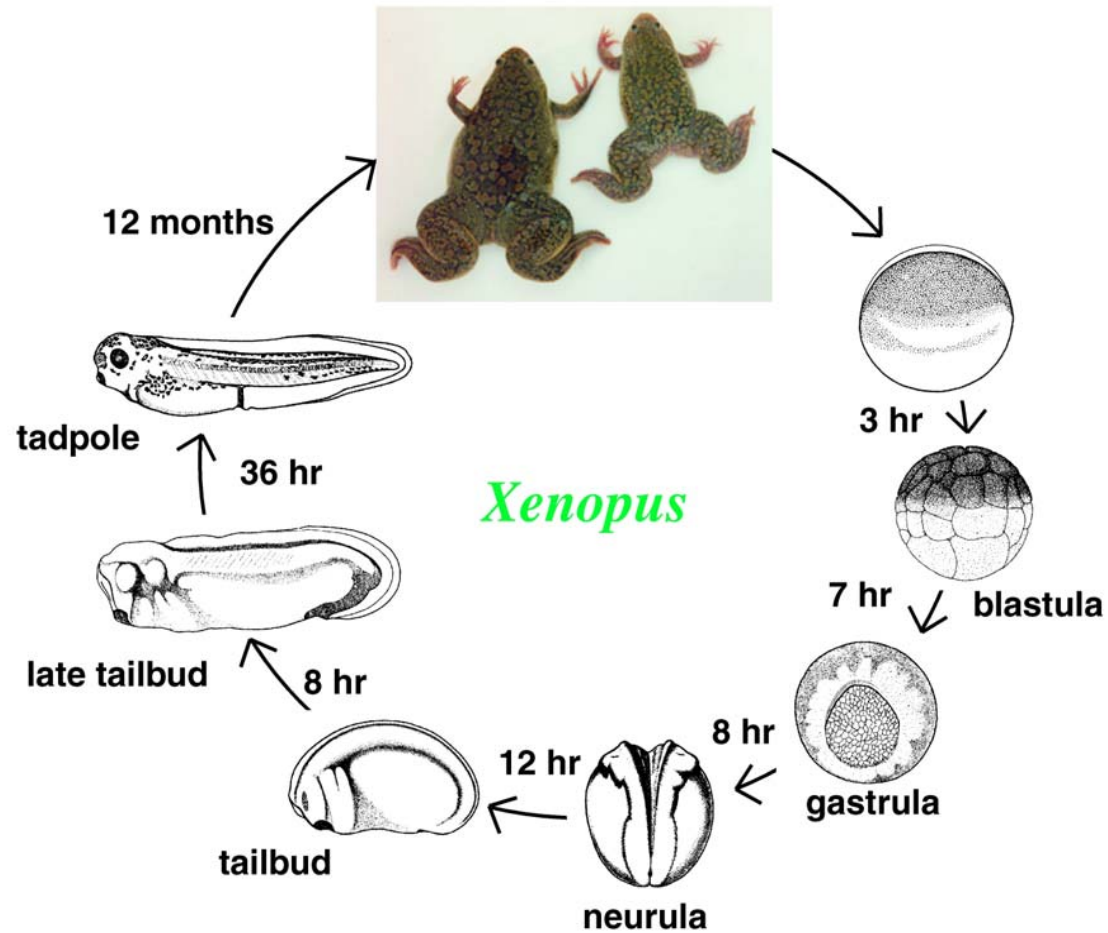 12 months
3 hr
blastula
7 hr
gastrula
8 hr
neurula
12 hr
tailbud
8 hr
late tailbud
36 hr
tadpole
Xenopus